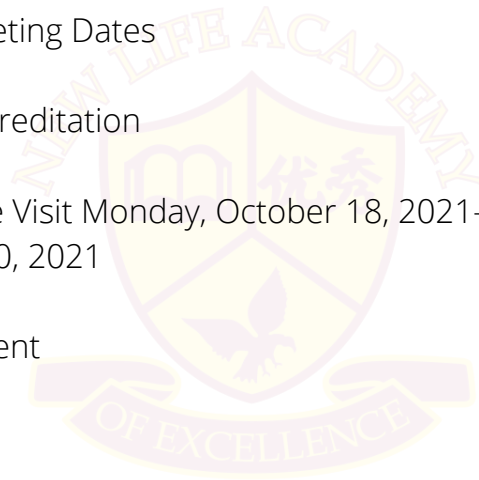 eting Dates
NEW LIFE ACADEMY
reditation
优秀
e Visit Monday, October 18, 2021-
0, 2021
ent
OF EXCELLENCE